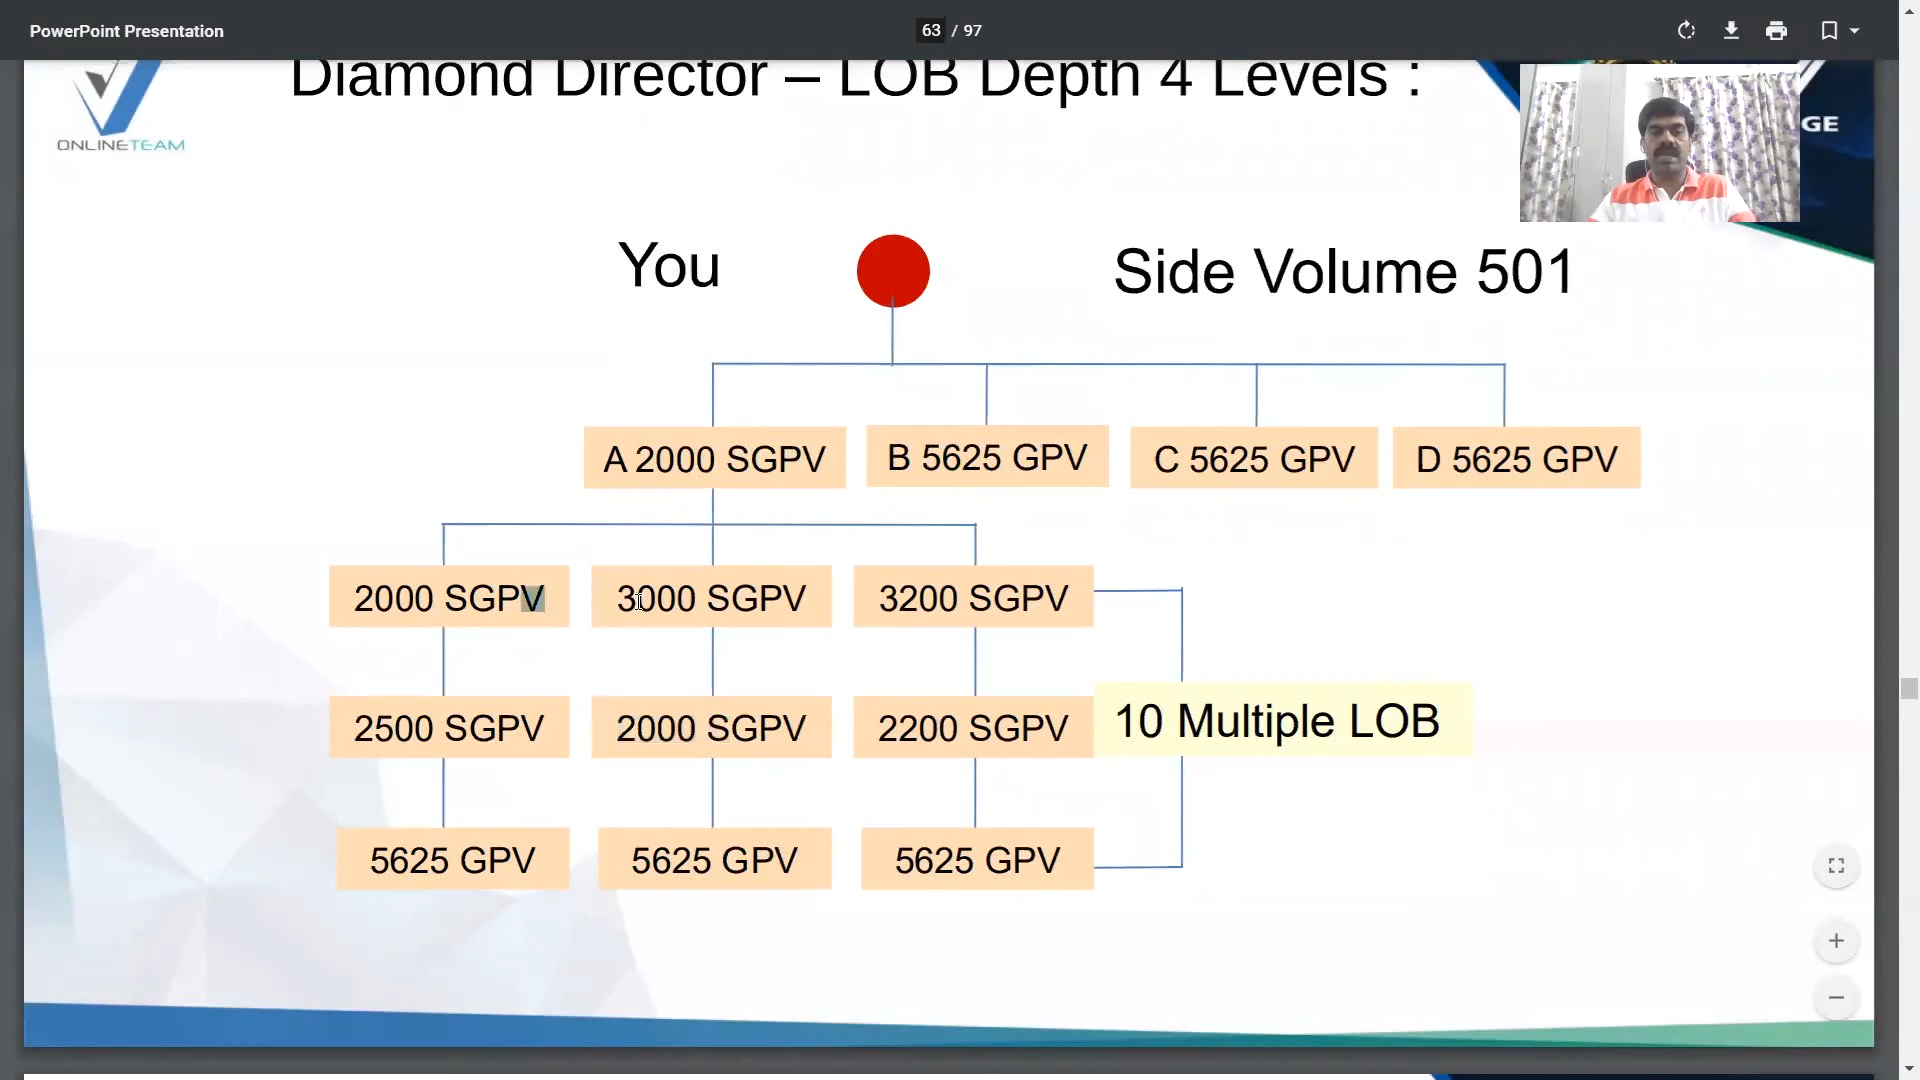 PowerPoint Presentation
63 / 97
Diamond Director – LOB Depth 4 Levels :
ONLINETEAM
GE
You
Side Volume 501
A 2000 SGPV
B 5625 GPV
C 5625 GPV
D 5625 GPV
2000 SGPV
3000 SGPV
3200 SGPV
2500 SGPV
2000 SGPV
2200 SGPV
10 Multiple LOB
5625 GPV
5625 GPV
5625 GPV